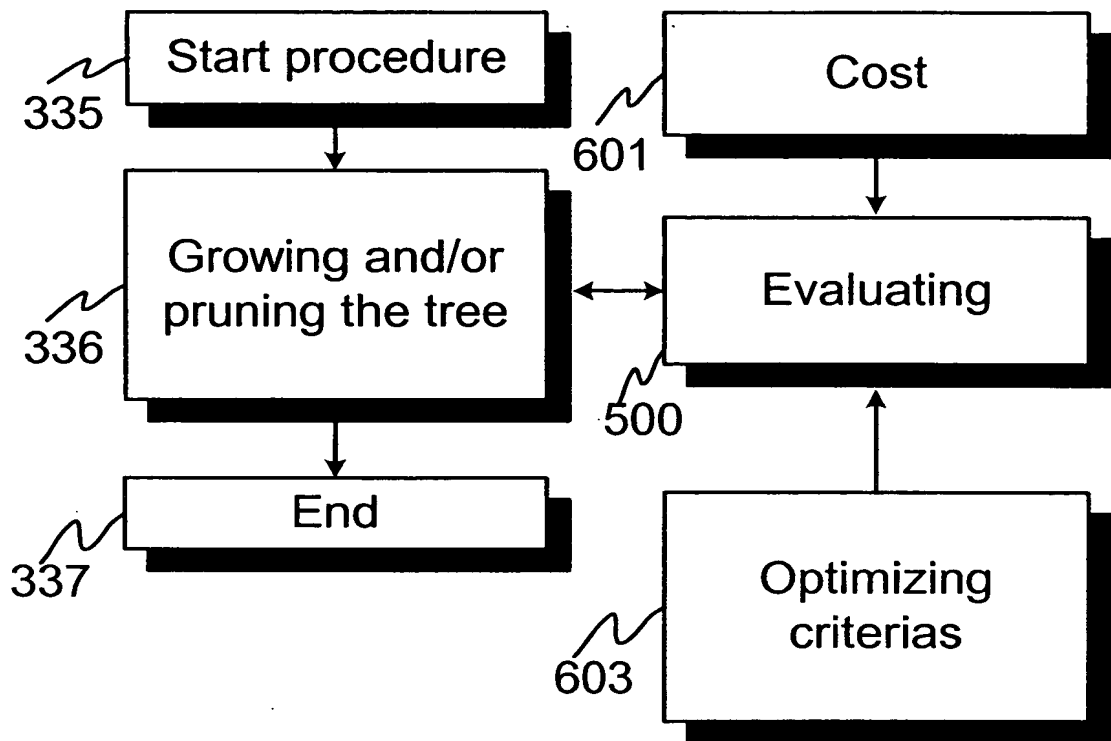 Start procedure
335
Growing and/or
pruning the tree
336
End
337
Cost
601
Evaluating
500
Optimizing
criterias
603